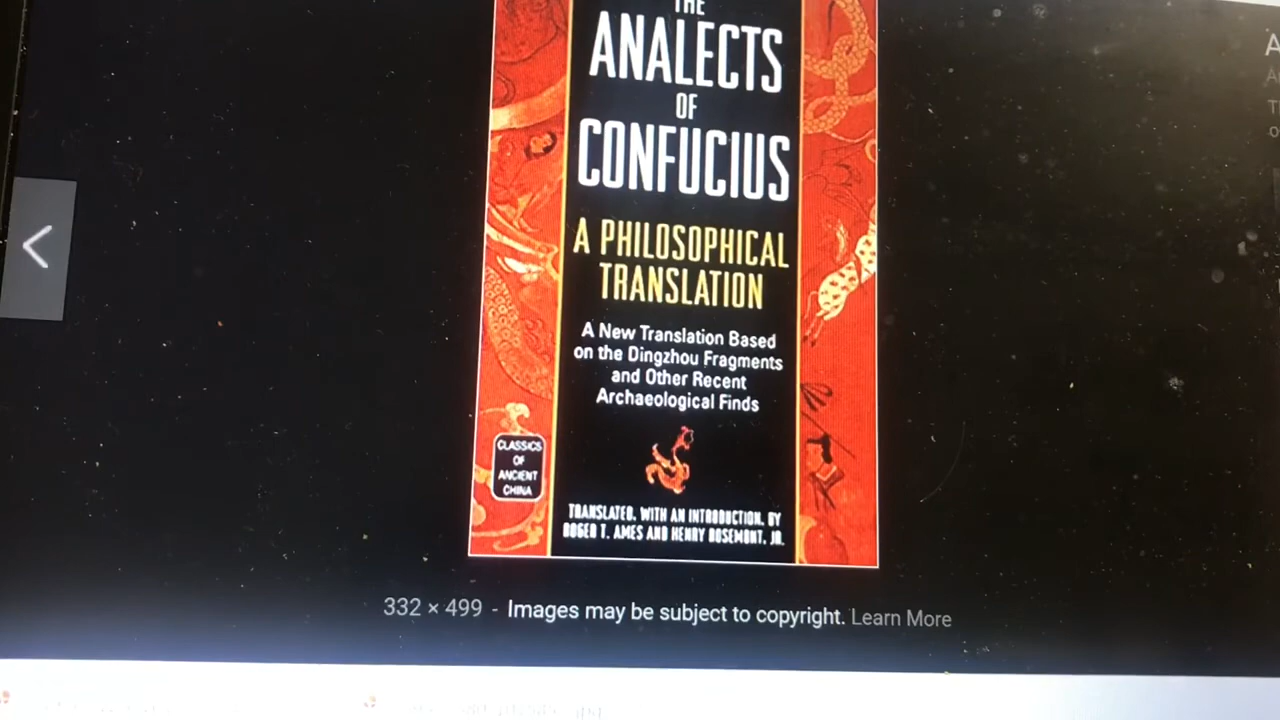 THE
ANALECTS
OF
CONFUCIUS
A PHILOSOPHICAL
TRANSLATION
A New Translation Based
on the Dingzhou Fragments
and Other Recent
Archaeological Finds
CLASSICS
OF
ANCIENT
CHINA
TRANSLATED, WITH AN INTRODUCTION, BY
ROGER T. AMES AND HENRY ROSEMONT, JR.
332 × 499 - Images may be subject to copyright. Learn More